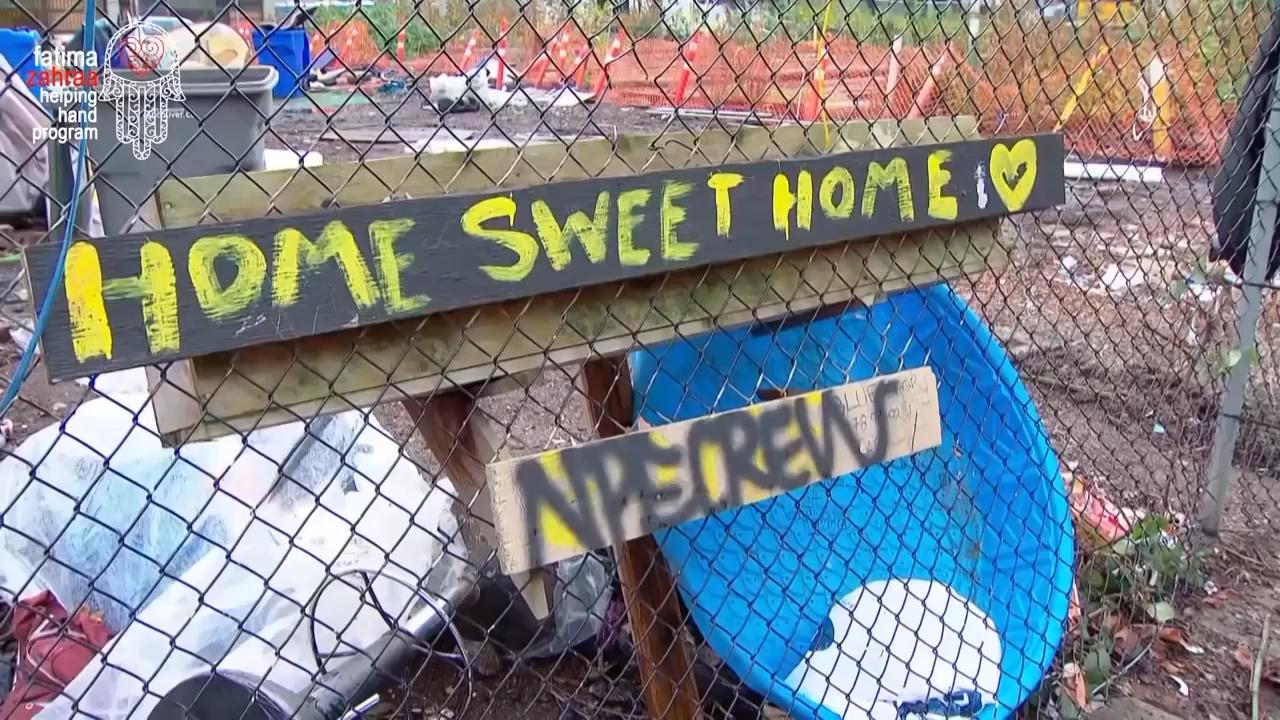 fatima
zahraa
helping
hand
program
HOME SWEET HOME!
NPECREW